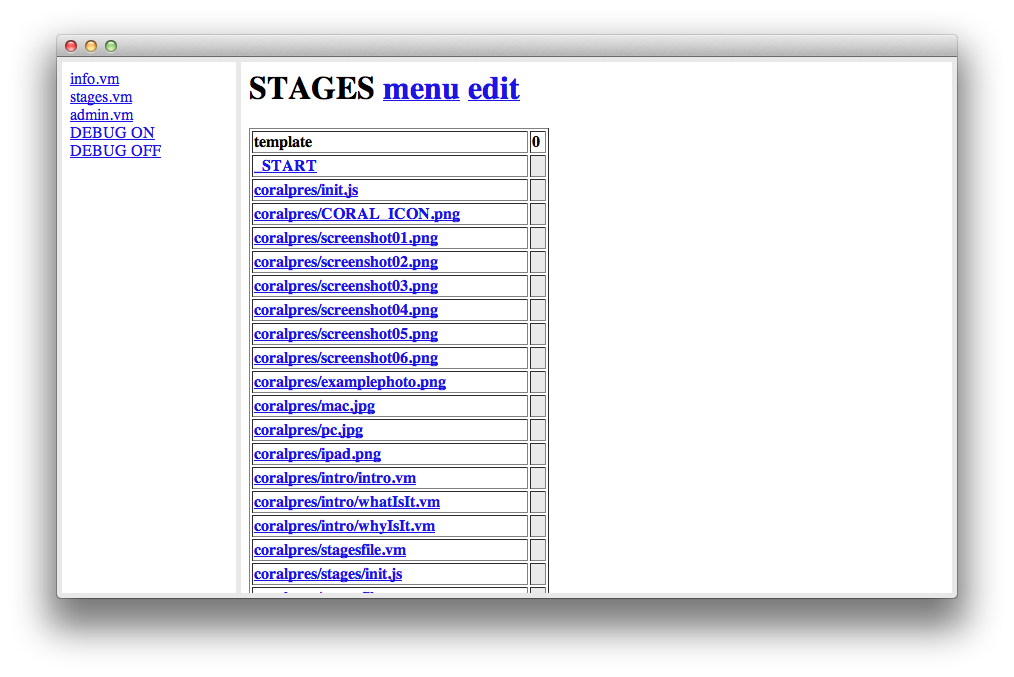 info.vm
stages.vm
admin.vm
DEBUG ON
DEBUG OFF
STAGES menu edit
template 0
_START
coralpres/init.js
coralpres/CORAL_ICON.png
coralpres/screenshot01.png
coralpres/screenshot02.png
coralpres/screenshot03.png
coralpres/screenshot04.png
coralpres/screenshot05.png
coralpres/screenshot06.png
coralpres/examplephoto.png
coralpres/mac.jpg
coralpres/pc.jpg
coralpres/ipad.png
coralpres/intro/intro.vm
coralpres/intro/whatIsIt.vm
coralpres/intro/whyIsIt.vm
coralpres/stagesfile.vm
coralpres/stages/init.js